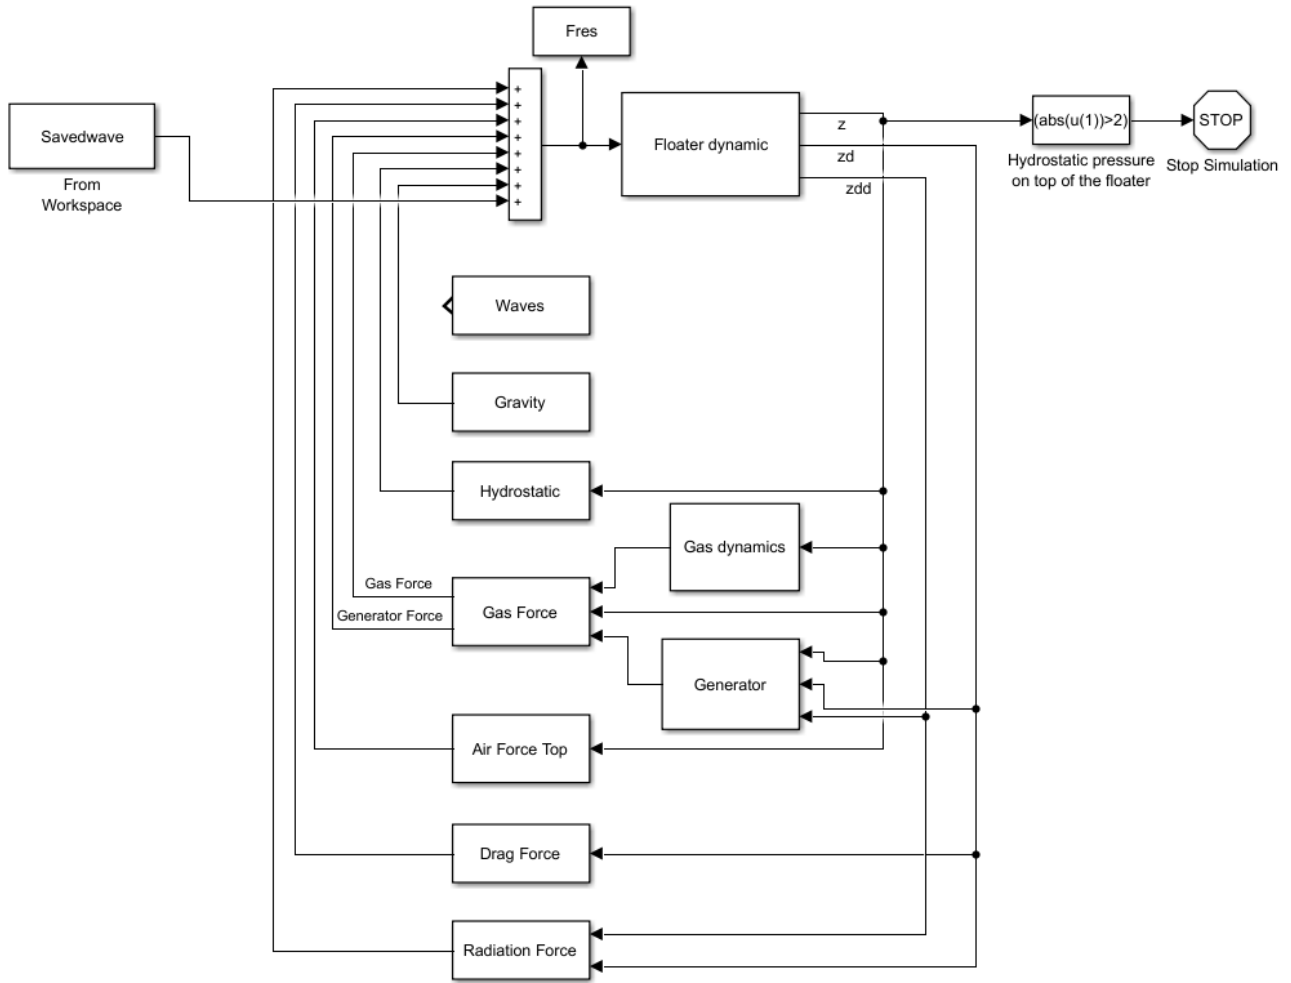 Fres
+
+
+
+
+
+
+
+
Savedwave
From
Workspace
Floater dynamic
z
zd
zdd
(abs(u(1))>2)
Hydrostatic pressure
on top of the floater
STOP
Stop Simulation
Waves
Gravity
Hydrostatic
Gas dynamics
Gas Force
Generator Force
Gas Force
Generator
Air Force Top
Drag Force
Radiation Force